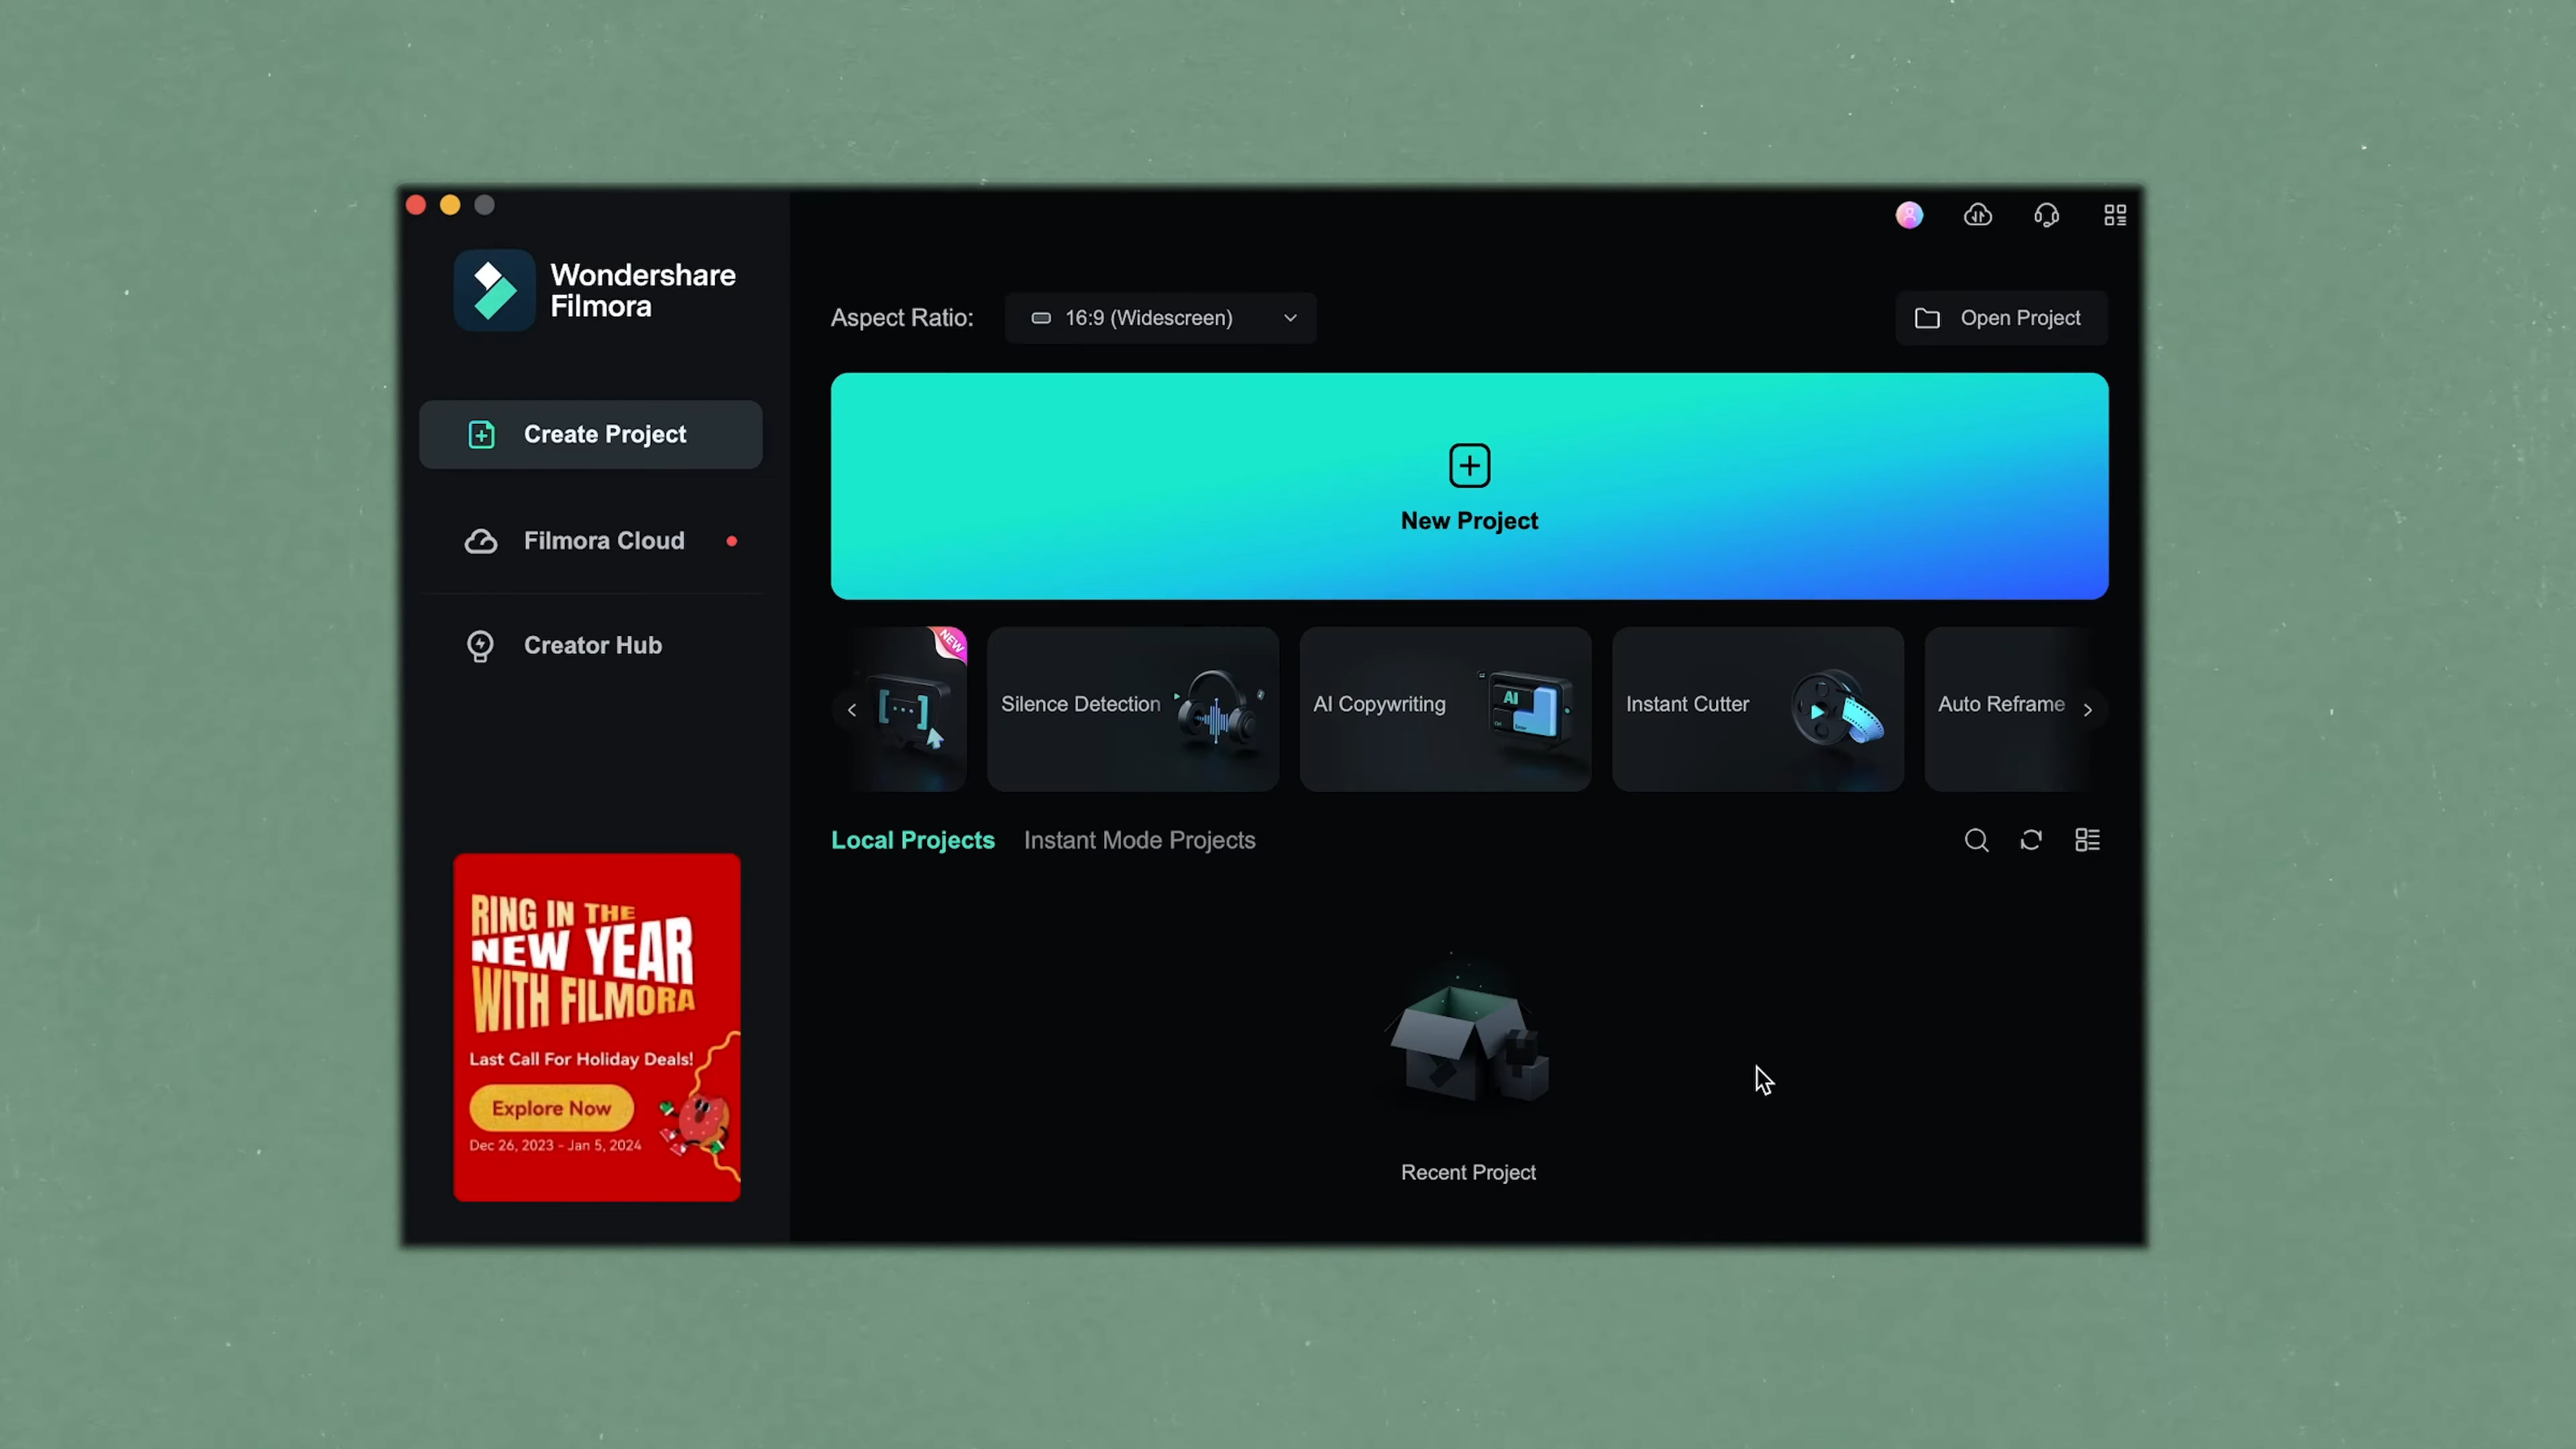 Wondershare
Filmora
Create Project
Filmora Cloud
Creator Hub
RING IN THE
NEW YEAR
WITH FILMORA
Last Call For Holiday Deals!
Explore Now
Dec 26, 2023 - Jan 5, 2024
Aspect Ratio:
16:9 (Widescreen)
Open Project
New Project
NEW
Silence Detection
AI Copywriting
AI
Instant Cutter
Auto Reframe
Local Projects
Instant Mode Projects
Recent Project